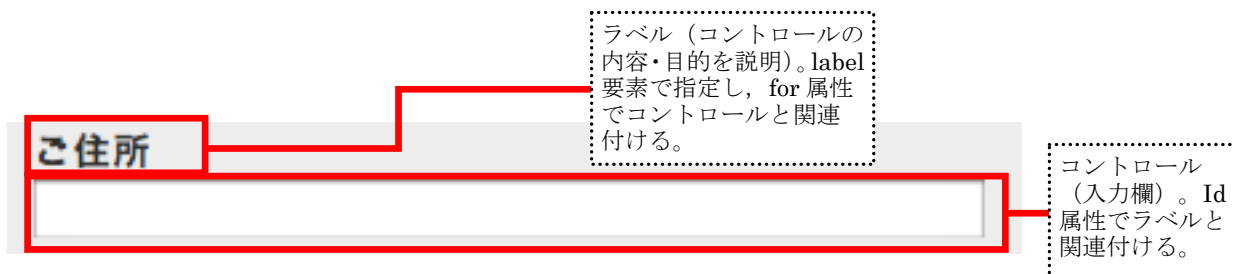 ラベル（コントロールの
内容・目的を説明）。label
要素で指定し，for 属性
でコントロールと関連
付ける。
ご住所
コントロール
（入力欄）。Id
属性でラベルと
関連付ける。